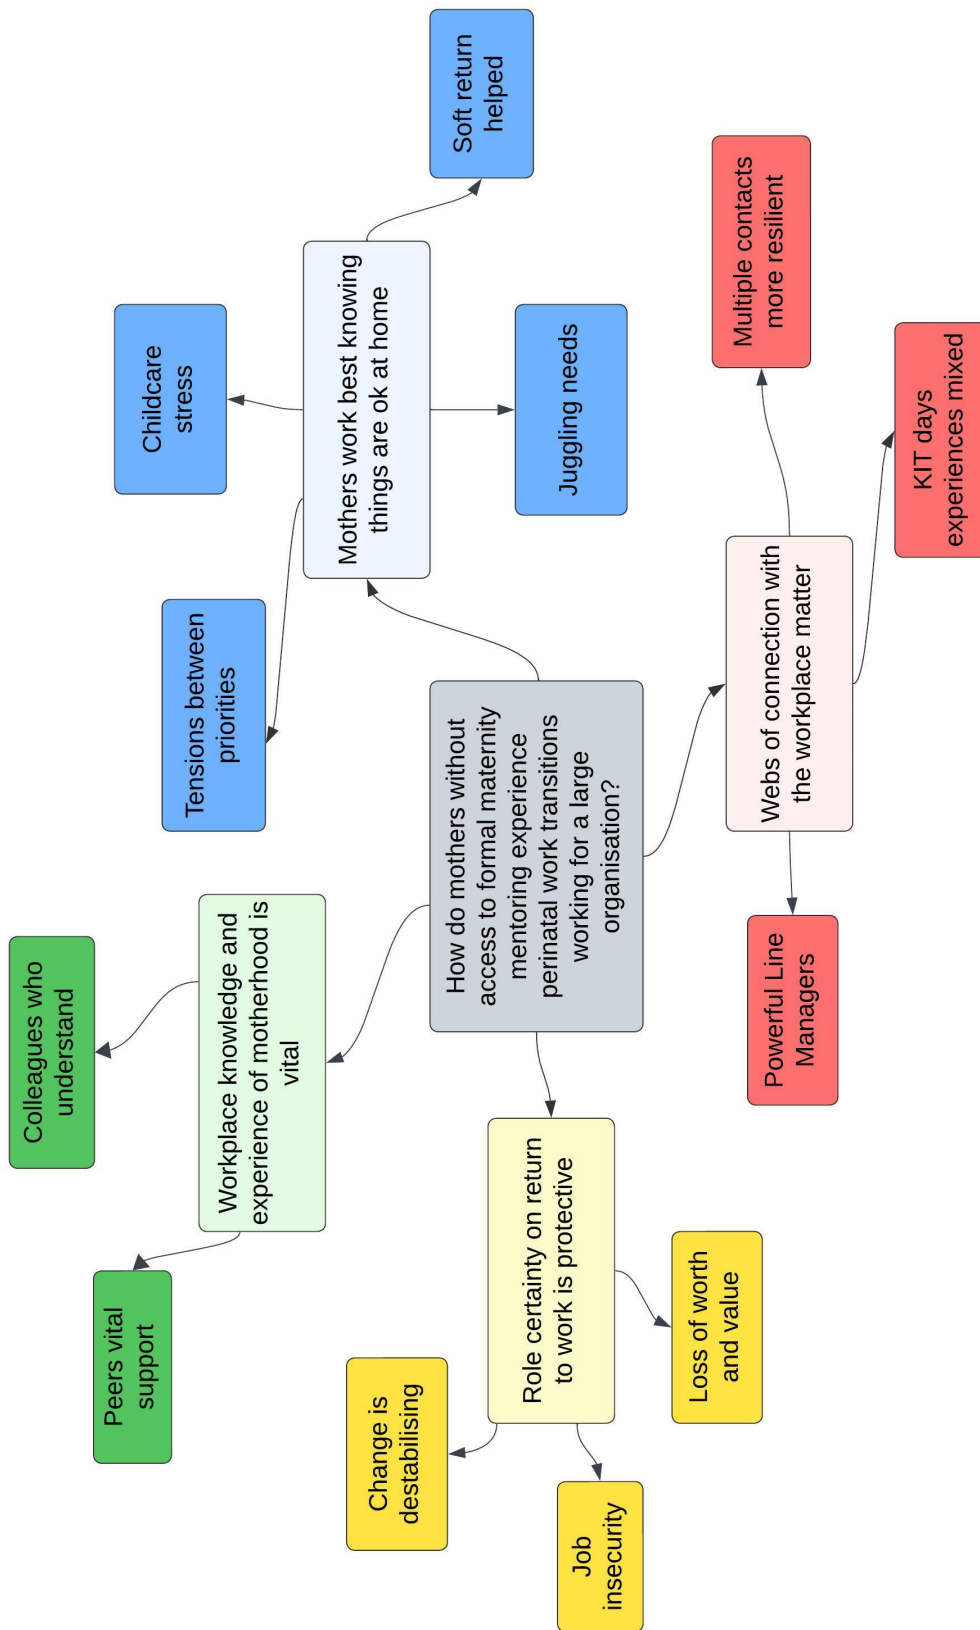 Peers vital
support
Colleagues who
understand
Tensions between
priorities
Childcare
stress
Soft return
helped
Workplace knowledge and
experience of motherhood is
vital
Mothers work best knowing
things are ok at home
Change is
destabilising
Juggling needs
How do mothers without
access to formal maternity
mentoring experience
perinatal work transitions
working for a large
organisation?
Role certainty on return
to work is protective
Job
insecurity
Loss of worth
and value
Powerful Line
Managers
Webs of connection with
the workplace matter
Multiple contacts
more resilient
KIT days
experiences mixed